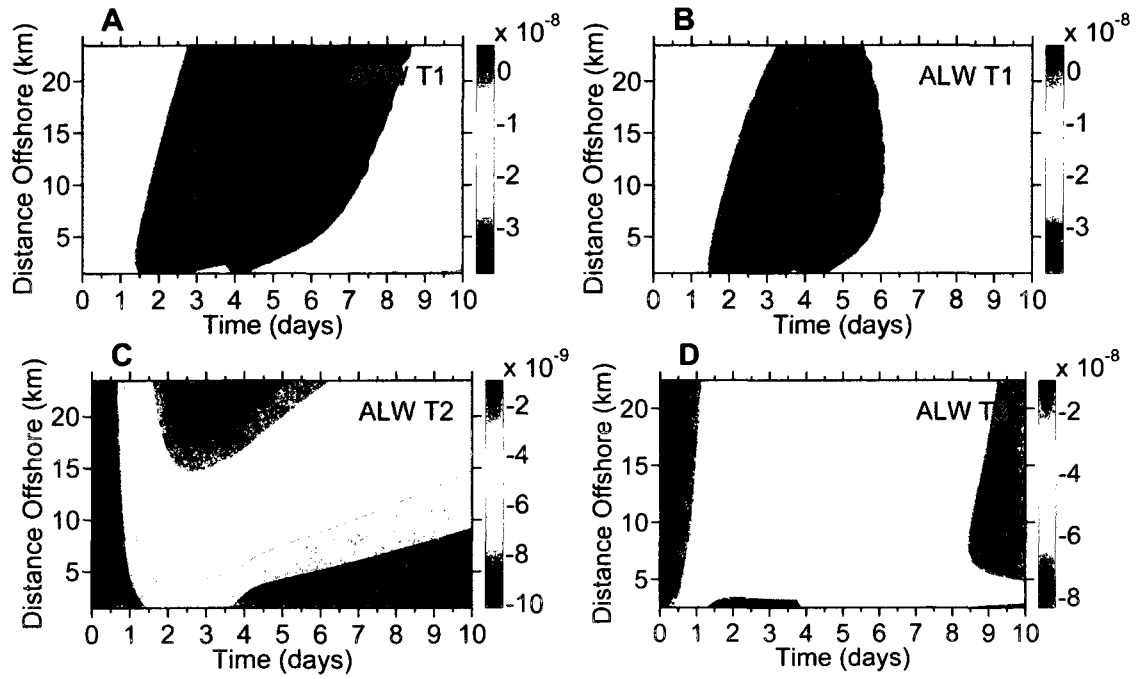 A
x 10⁻⁸
Distance Offshore (km)
20
15
10
5
W T1
0
-1
-2
-3
0 1 2 3 4 5 6 7 8 9 10
Time (days)
B
x 10⁻⁸
Distance Offshore (km)
20
15
10
5
ALW T1
0
-1
-2
-3
0 1 2 3 4 5 6 7 8 9 10
Time (days)
C
x 10⁻⁹
Distance Offshore (km)
20
15
10
5
ALW T2
-2
-4
-6
-8
-10
0 1 2 3 4 5 6 7 8 9 10
Time (days)
D
x 10⁻⁸
Distance Offshore (km)
20
15
10
5
ALW T
-2
-4
-6
-8
0 1 2 3 4 5 6 7 8 9 10
Time (days)